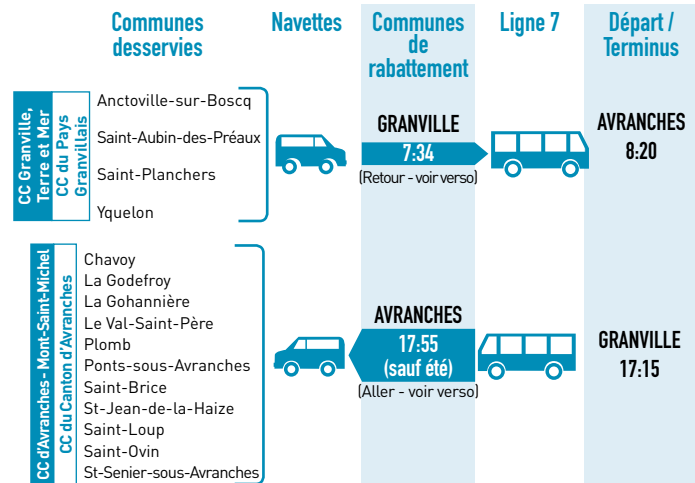 Communes desservies
Navettes
Communes de rabattement
Ligne 7
Départ / Terminus
CC Granville, Terre et Mer
CC du Pays Granvillais
Anctoville-sur-Boscq
Saint-Aubin-des-Préaux
Saint-Planchers
Yquelon
GRANVILLE
7:34
(Retour - voir verso)
AVRANCHES
8:20
CC d'Avranches - Mont-Saint-Michel
CC du Canton d'Avranches
Chavoy
La Godefroy
La Gohannière
Le Val-Saint-Père
Plomb
Ponts-sous-Avranches
Saint-Brice
St-Jean-de-la-Haize
Saint-Loup
Saint-Ovin
St-Senier-sous-Avranches
AVRANCHES
17:55
(sauf été)
(Aller - voir verso)
GRANVILLE
17:15